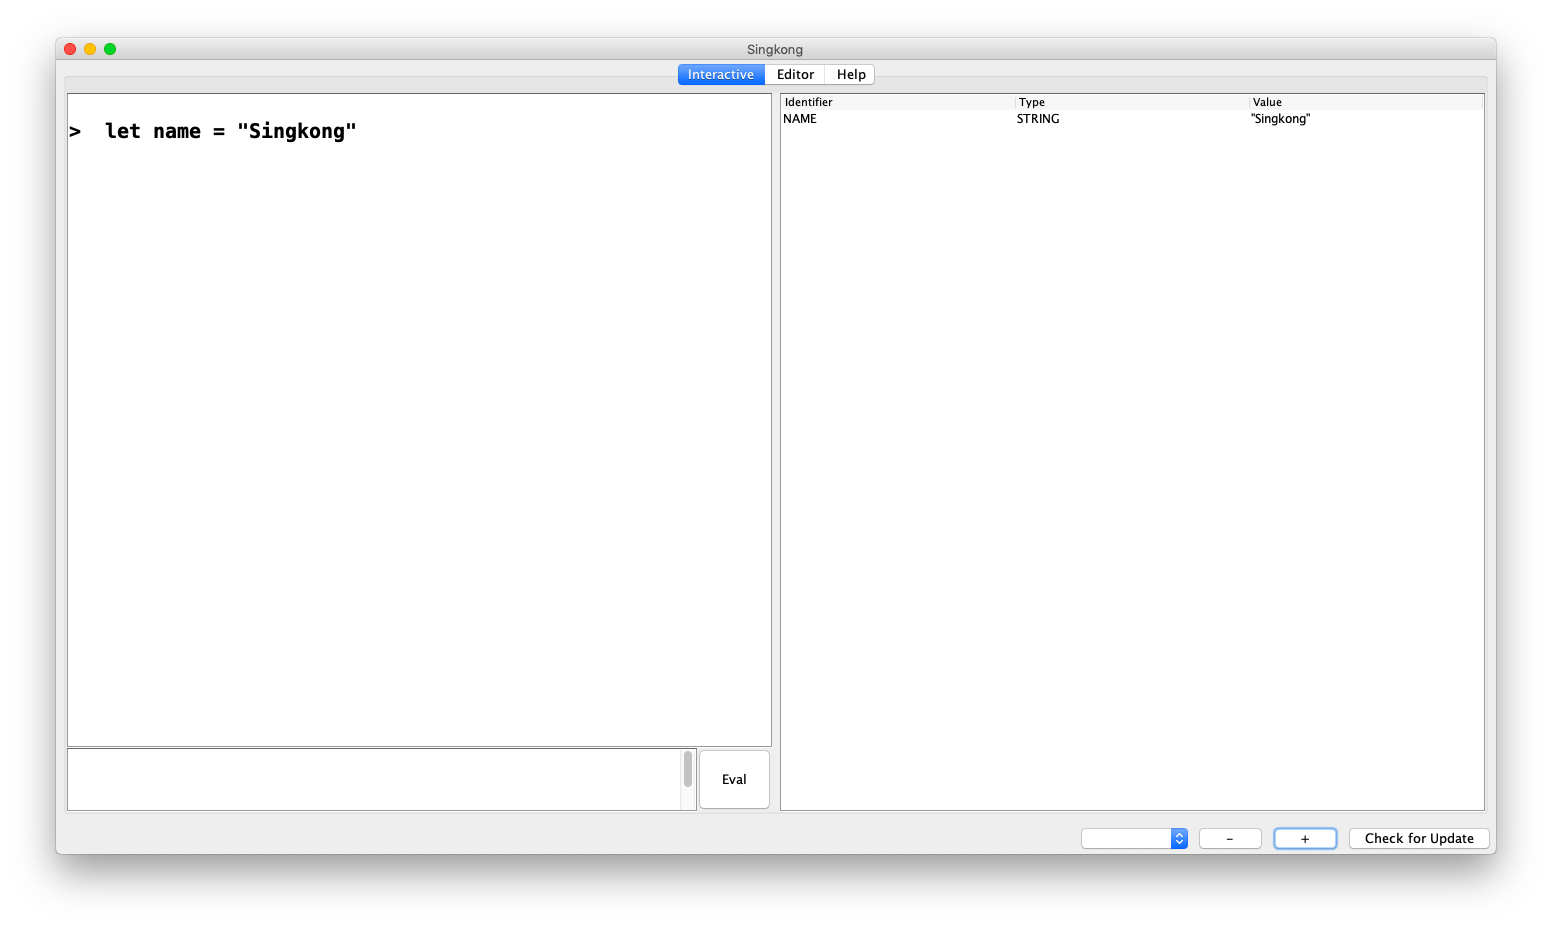 Singkong
Interactive Editor Help
> let name = "Singkong"
Identifier Type Value
NAME STRING "Singkong"
Eval
- + Check for Update